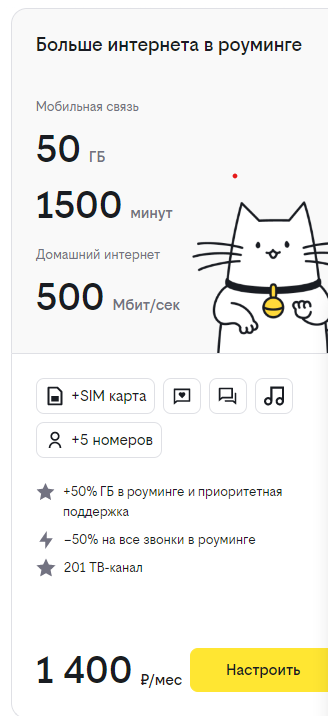 Больше интернета в роуминге
Мобильная связь
50 ГБ
1500 минут
Домашний интернет
500 Мбит/сек
+SIM карта
+5 номеров
+50% ГБ в роуминге и приоритетная
поддержка
−50% на все звонки в роуминге
201 ТВ-канал
1 400 ₽/мес
Настроить